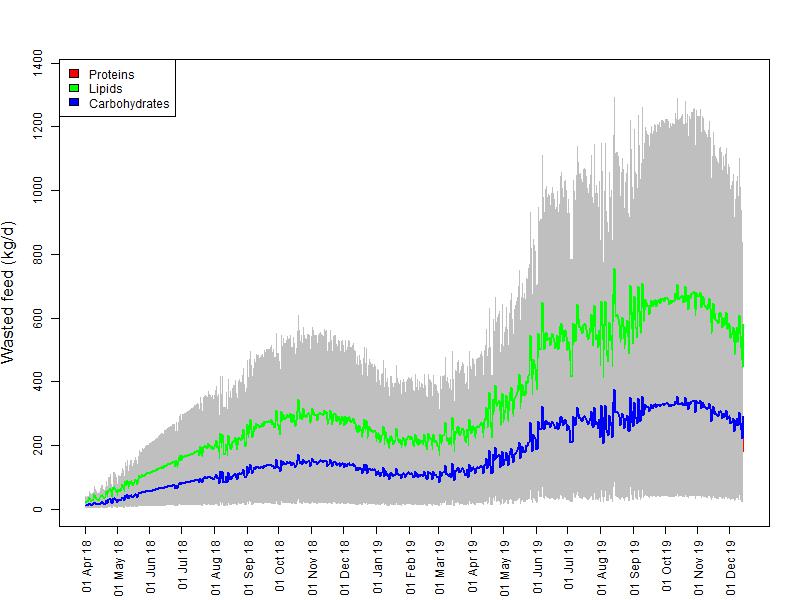 Proteins
Lipids
Carbohydrates
Wasted feed (kg/d)
1400
1200
1000
800
600
400
200
0
01 Apr 18
01 May 18
01 Jun 18
01 Jul 18
01 Aug 18
01 Sep 18
01 Oct 18
01 Nov 18
01 Dec 18
01 Jan 19
01 Feb 19
01 Mar 19
01 Apr 19
01 May 19
01 Jun 19
01 Jul 19
01 Aug 19
01 Sep 19
01 Oct 19
01 Nov 19
01 Dec 19